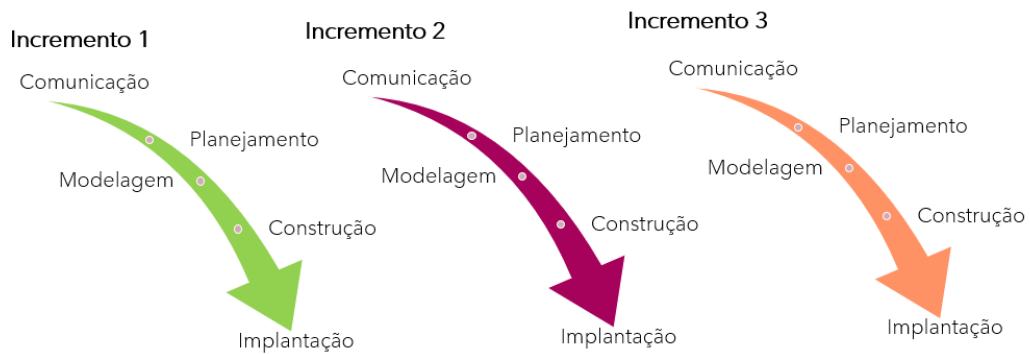 Incremento 1
Comunicação
Planejamento
Modelagem
Construção
Implantação
Incremento 2
Comunicação
Planejamento
Modelagem
Construção
Implantação
Incremento 3
Comunicação
Planejamento
Modelagem
Construção
Implantação